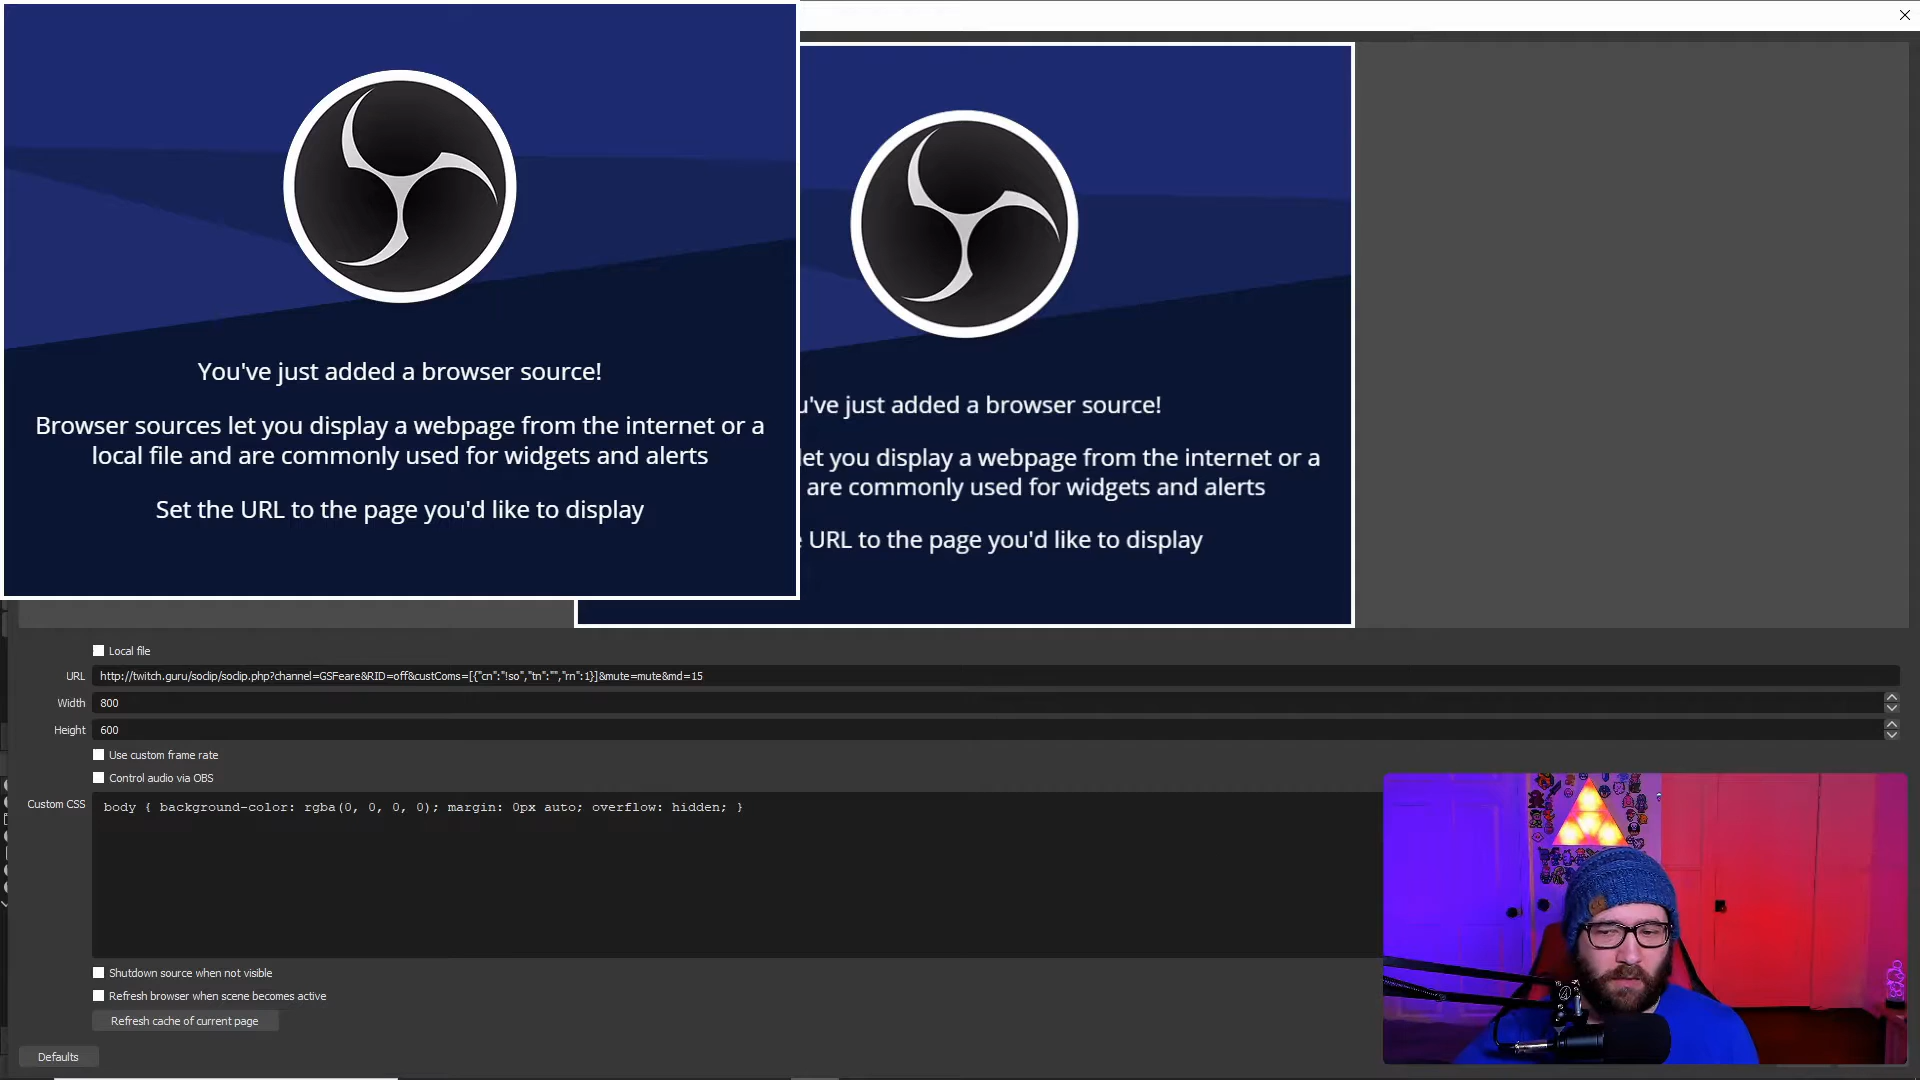 You've just added a browser source!
Browser sources let you display a webpage from the internet or a
local file and are commonly used for widgets and alerts
Set the URL to the page you'd like to display
u've just added a browser source!
let you display a webpage from the internet or a
are commonly used for widgets and alerts
URL to the page you'd like to display
Local file
URL http://twitch.guru/soclip/soclip.php?channel=GSFeare&RID=off&custComs=[{"cn":"!so","tn":"","rn":1}]&mute=mute&md=15
Width 800
Height 600
Use custom frame rate
Control audio via OBS
Custom CSS body { background-color: rgba(0, 0, 0, 0); margin: 0px auto; overflow: hidden; }
Shutdown source when not visible
Refresh browser when scene becomes active
Refresh cache of current page
Defaults